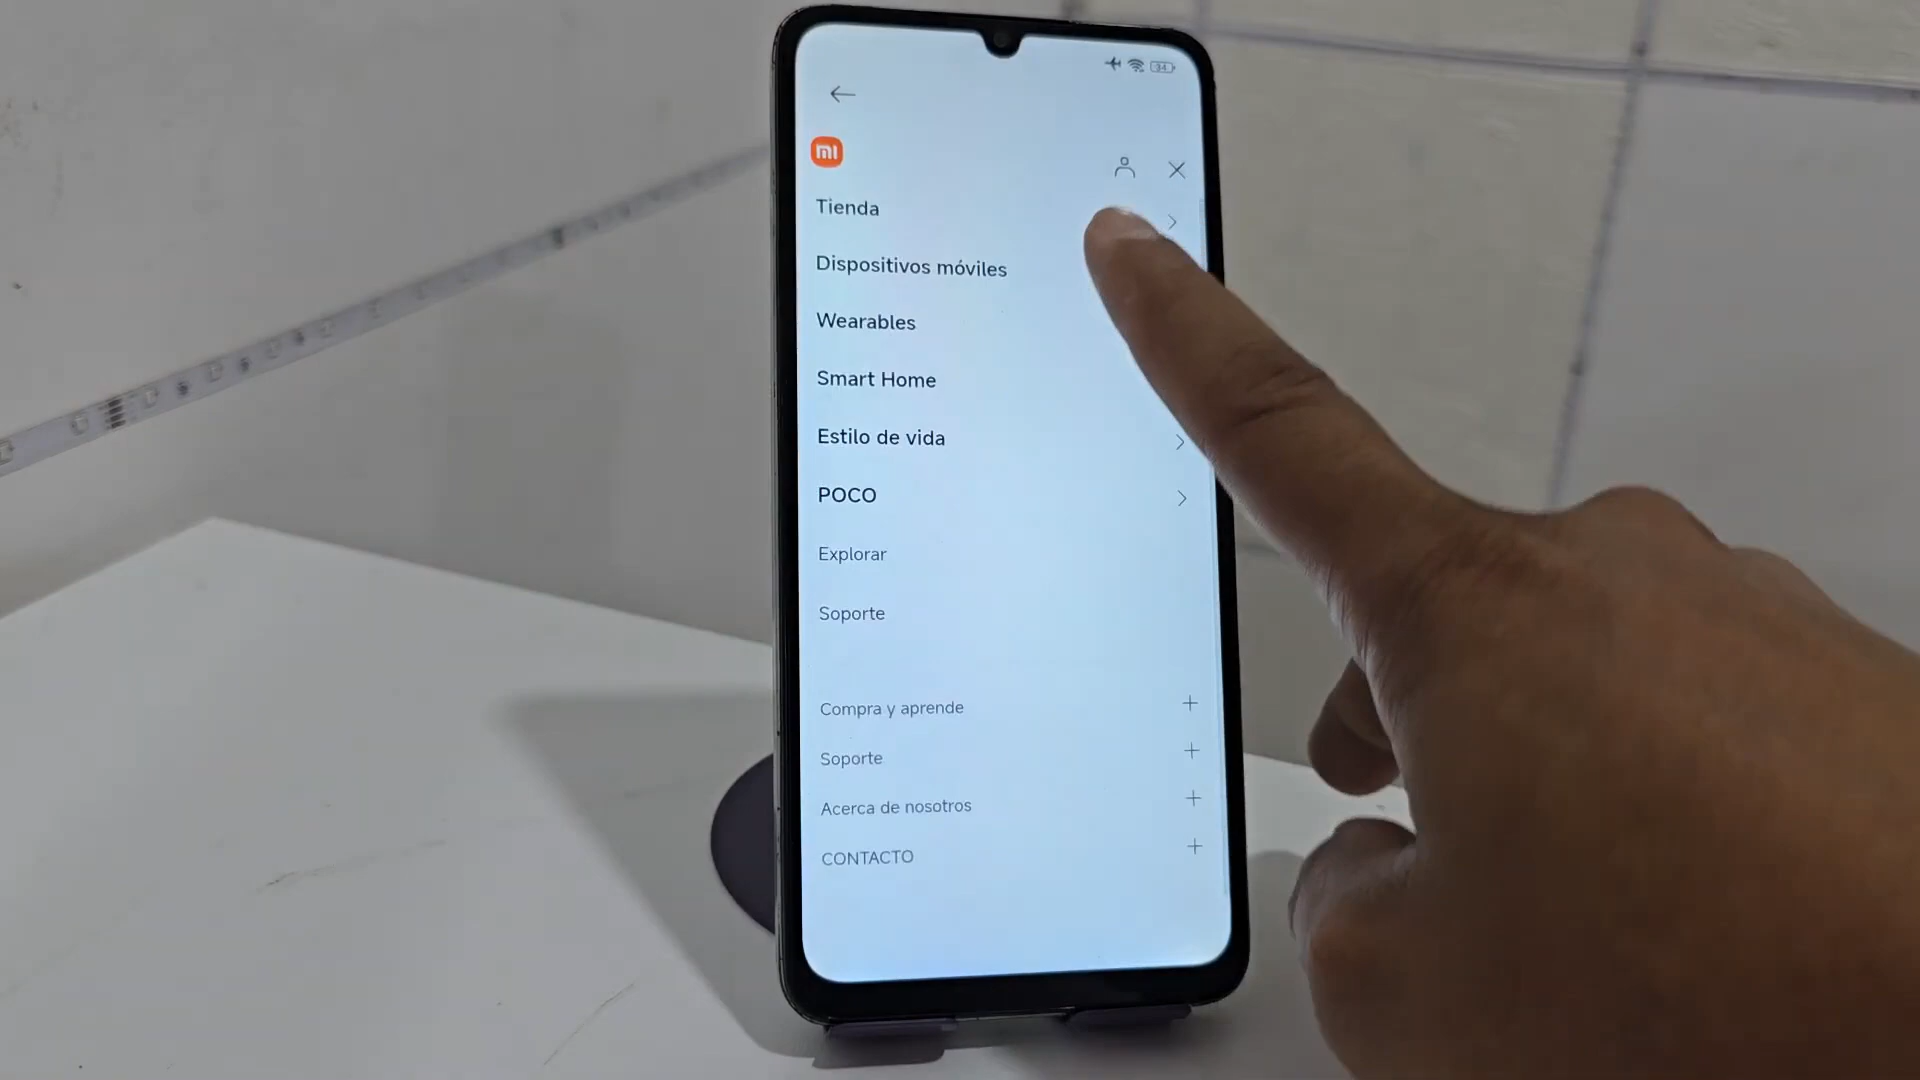 34
mi
Tienda
Dispositivos móviles
Wearables
Smart Home
Estilo de vida
POCO
Explorar
Soporte
Compra y aprende
Soporte
Acerca de nosotros
CONTACTO